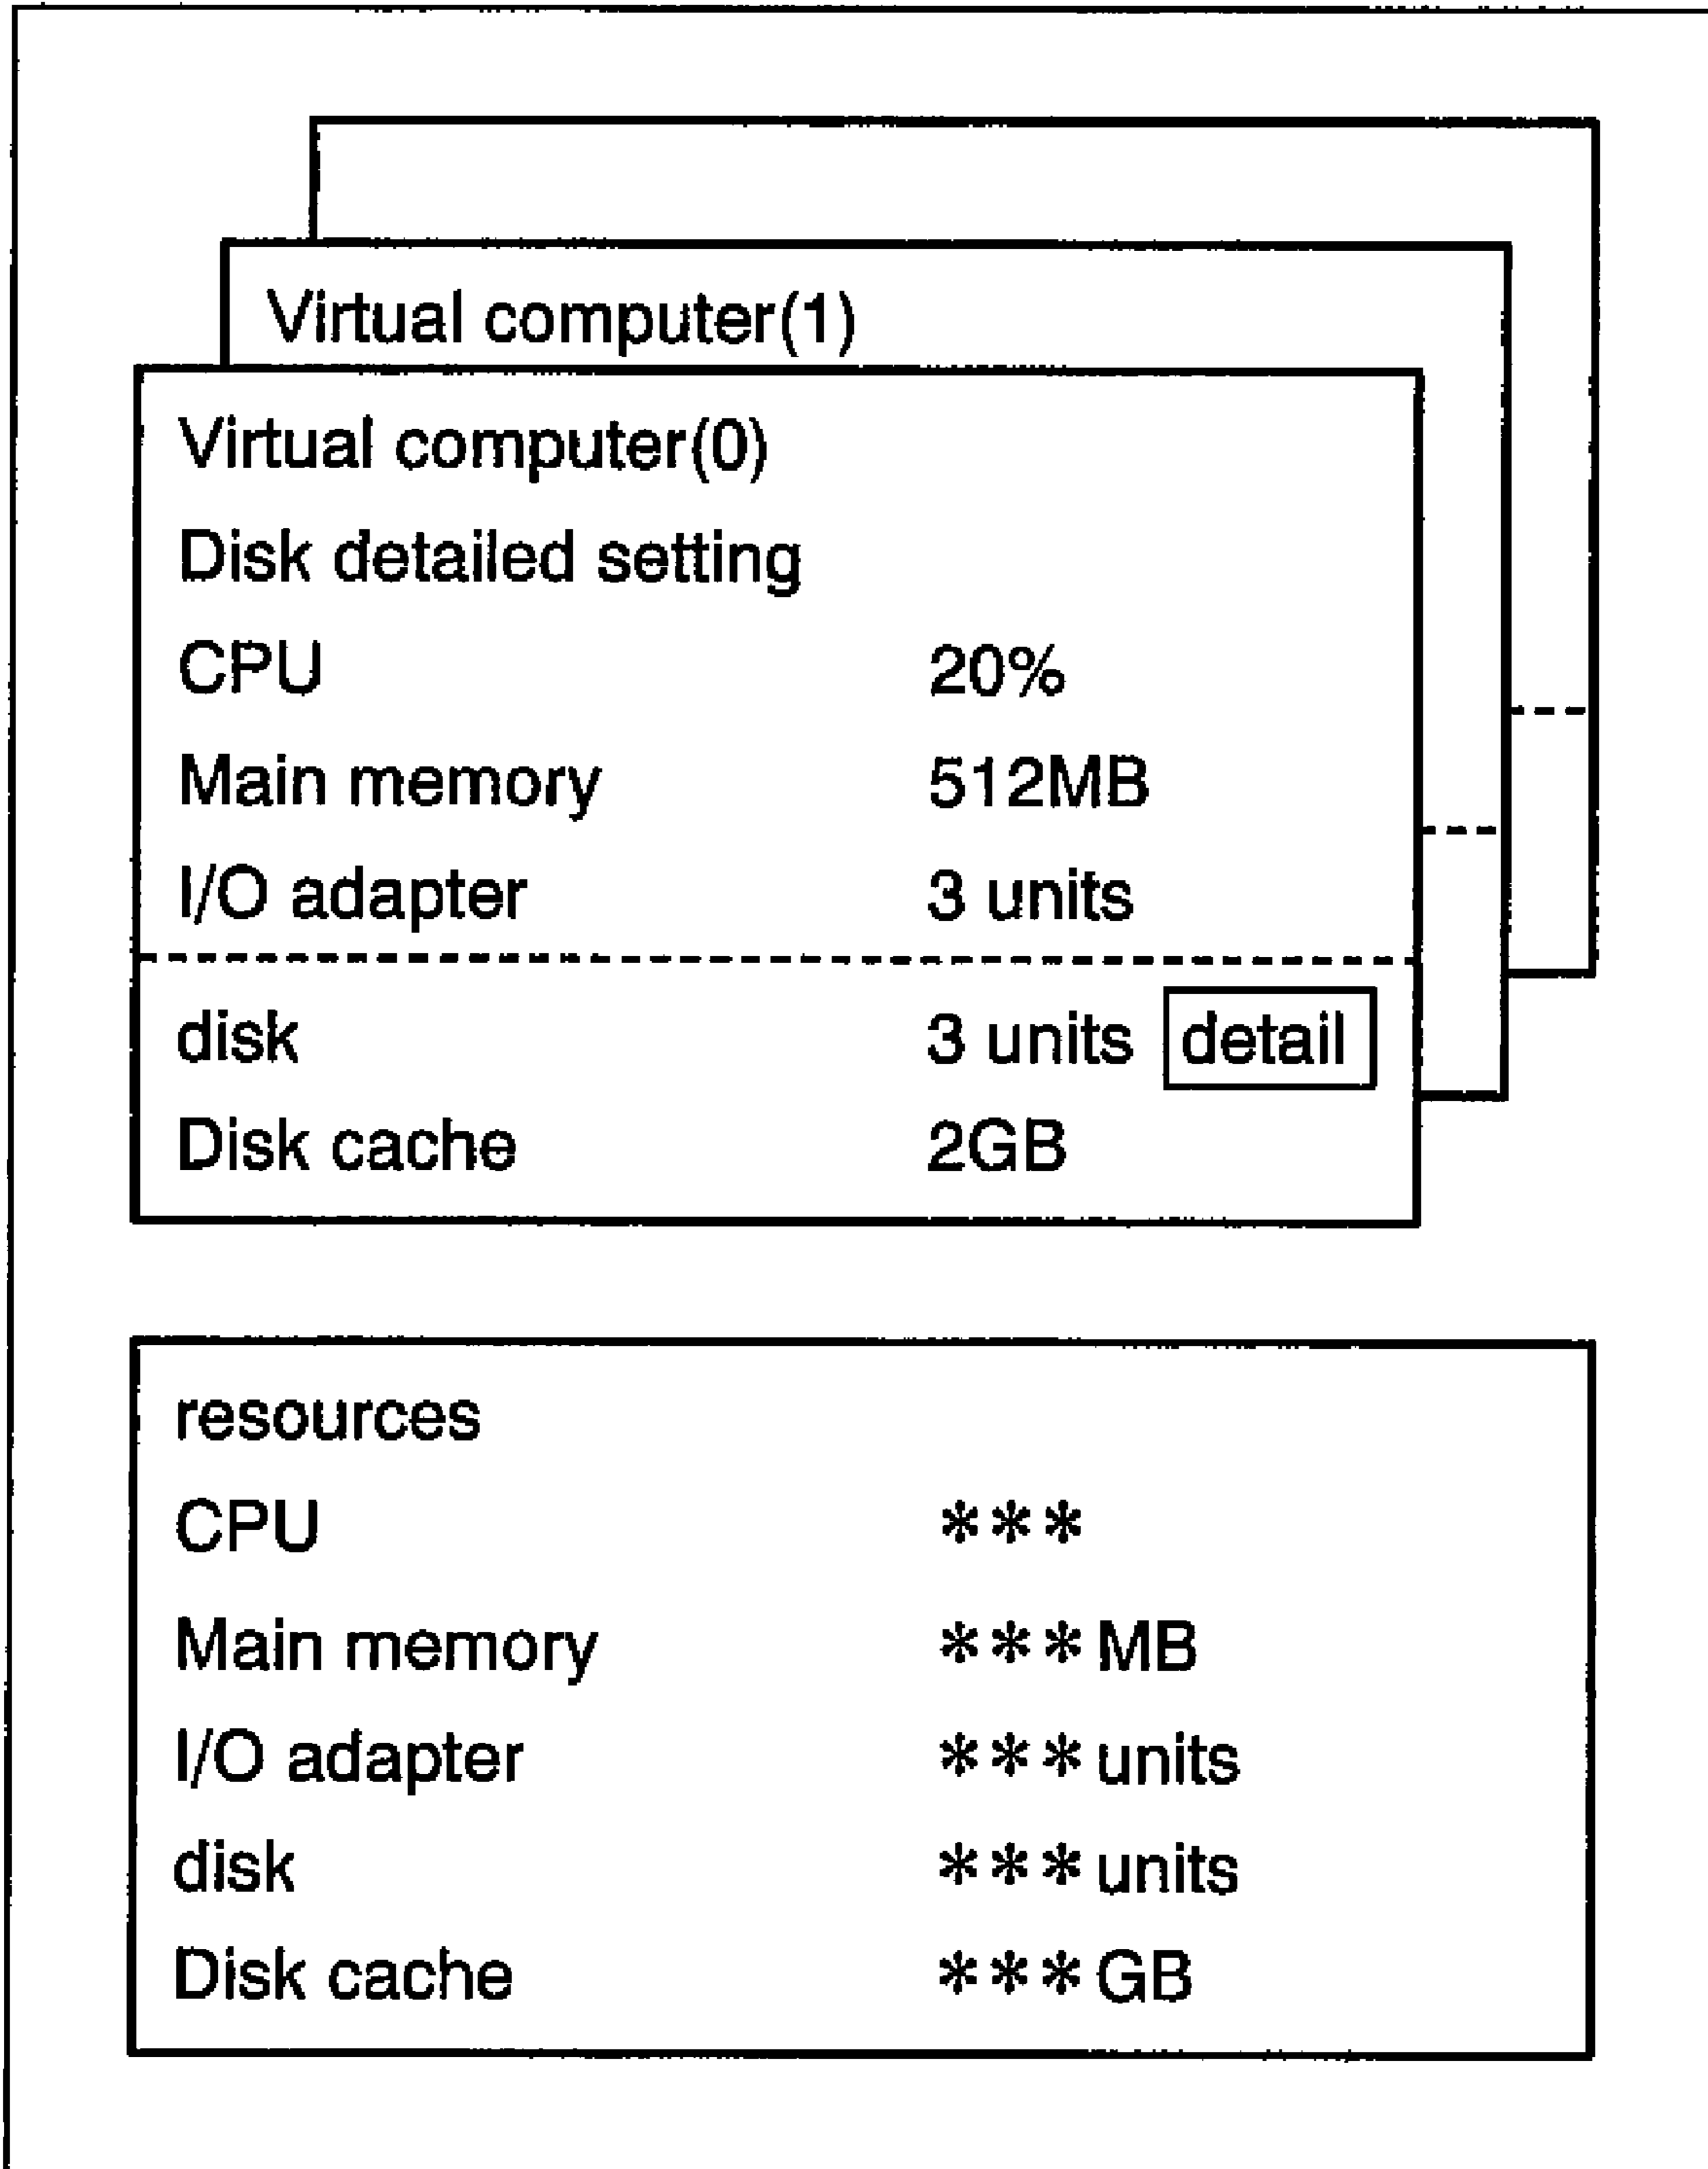 Virtual computer(1)
Virtual computer(0)
Disk detailed setting
CPU 20%
Main memory 512MB
I/O adapter 3 units
disk 3 units detail
Disk cache 2GB
resources
CPU ***
Main memory ***MB
I/O adapter ***units
disk ***units
Disk cache ***GB